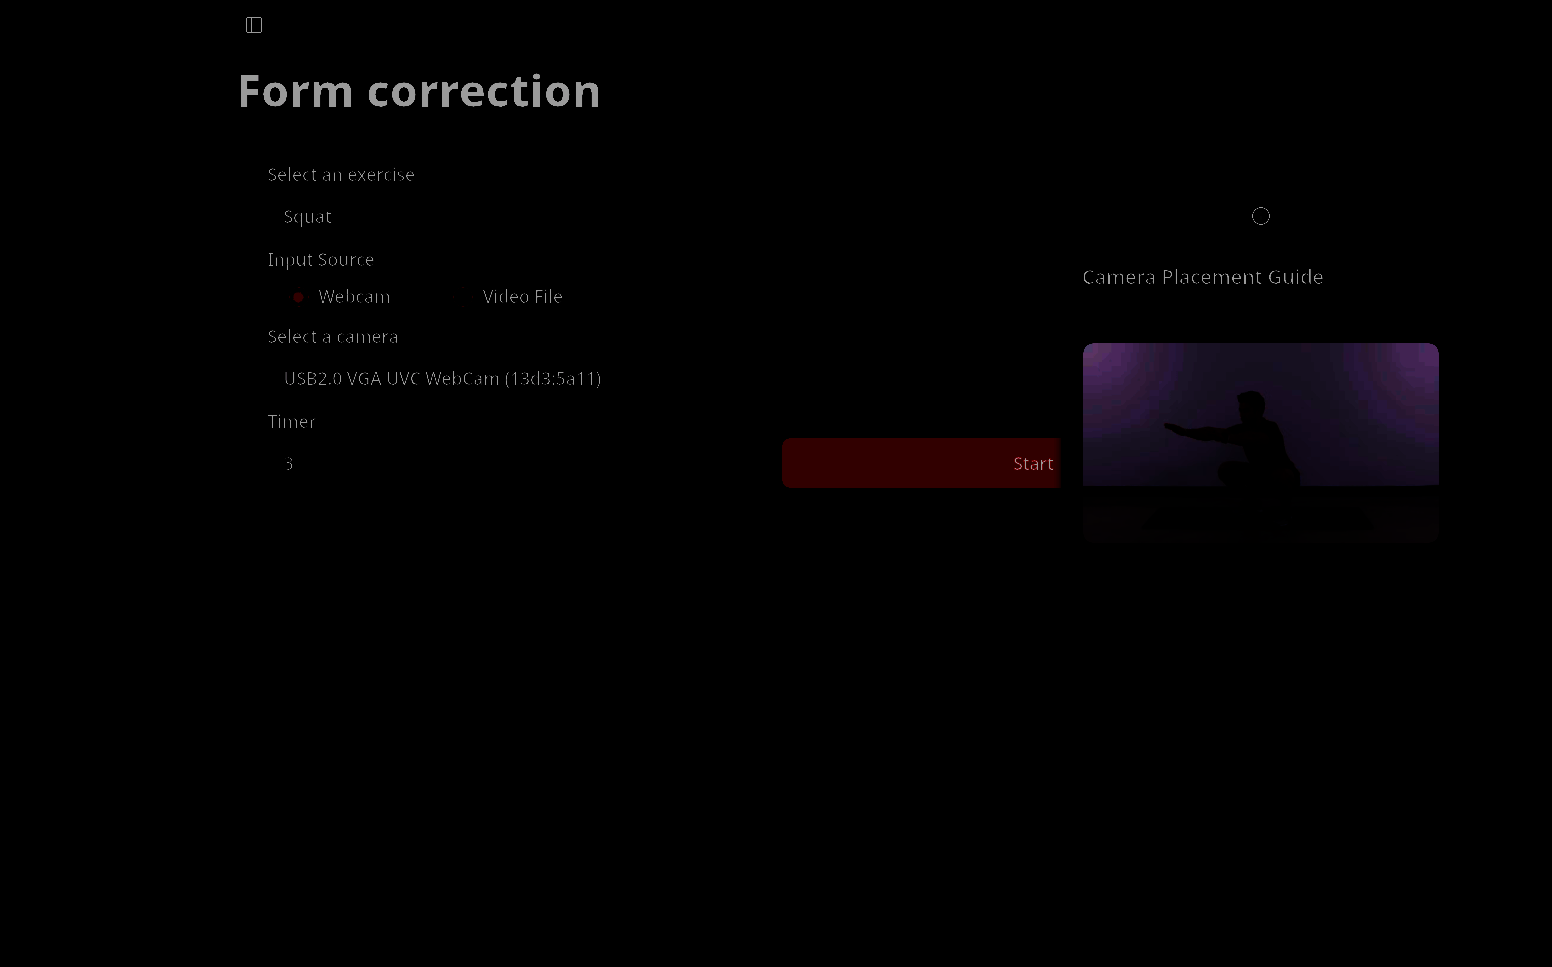 Form correction
Select an exercise
Squat
Input Source
Webcam
Video File
Select a camera
USB2.0 VGA UVC WebCam (13d3:5a11)
Timer
3
Start
Camera Placement Guide